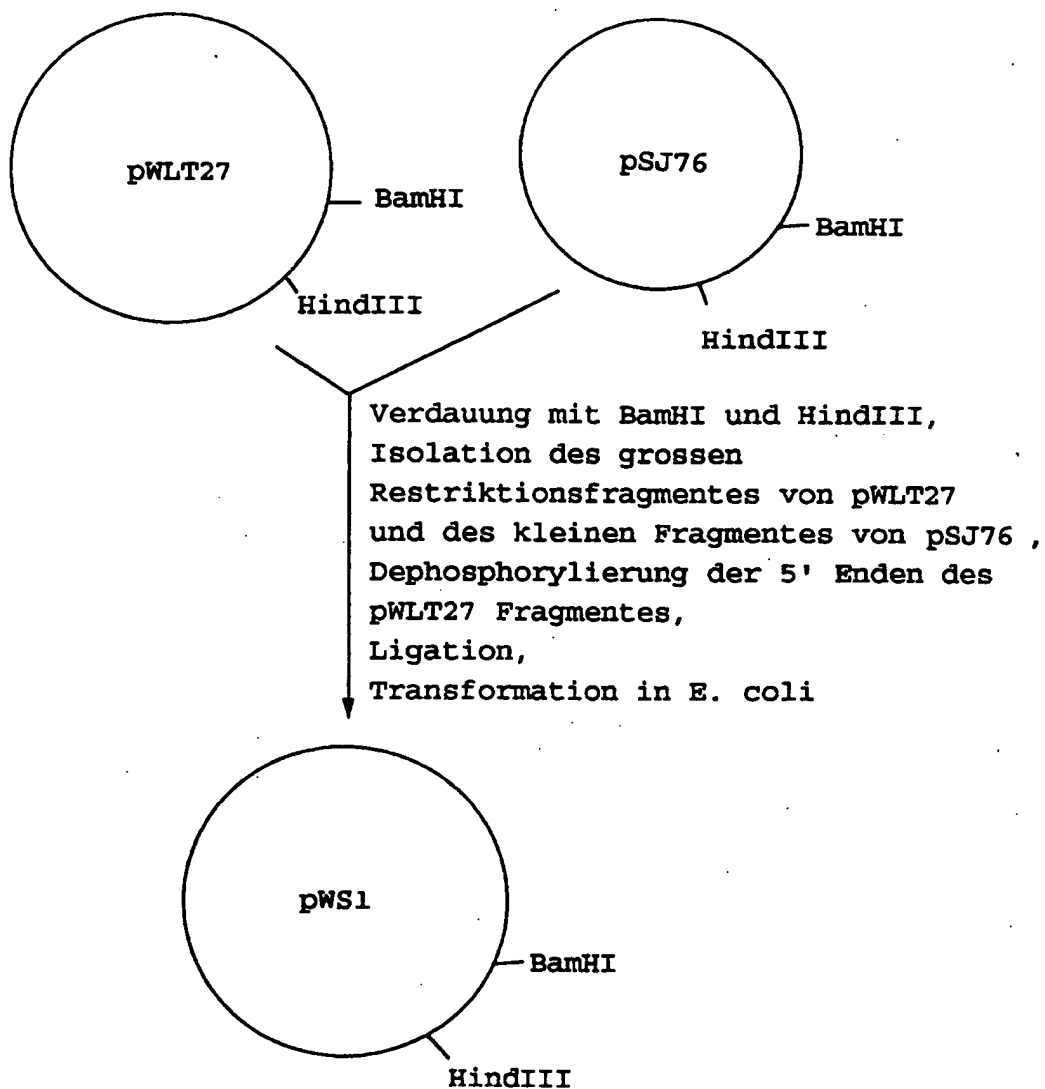 pWLT27
pSJ76
BamHI
BamHI
HindIII
HindIII
Verdauung mit BamHI und HindIII,
Isolation des grossen
Restriktionsfragmentes von pWLT27
und des kleinen Fragmentes von pSJ76 ,
Dephosphorylierung der 5' Enden des
pWLT27 Fragmentes,
Ligation,
Transformation in E. coli
pWS1
BamHI
HindIII